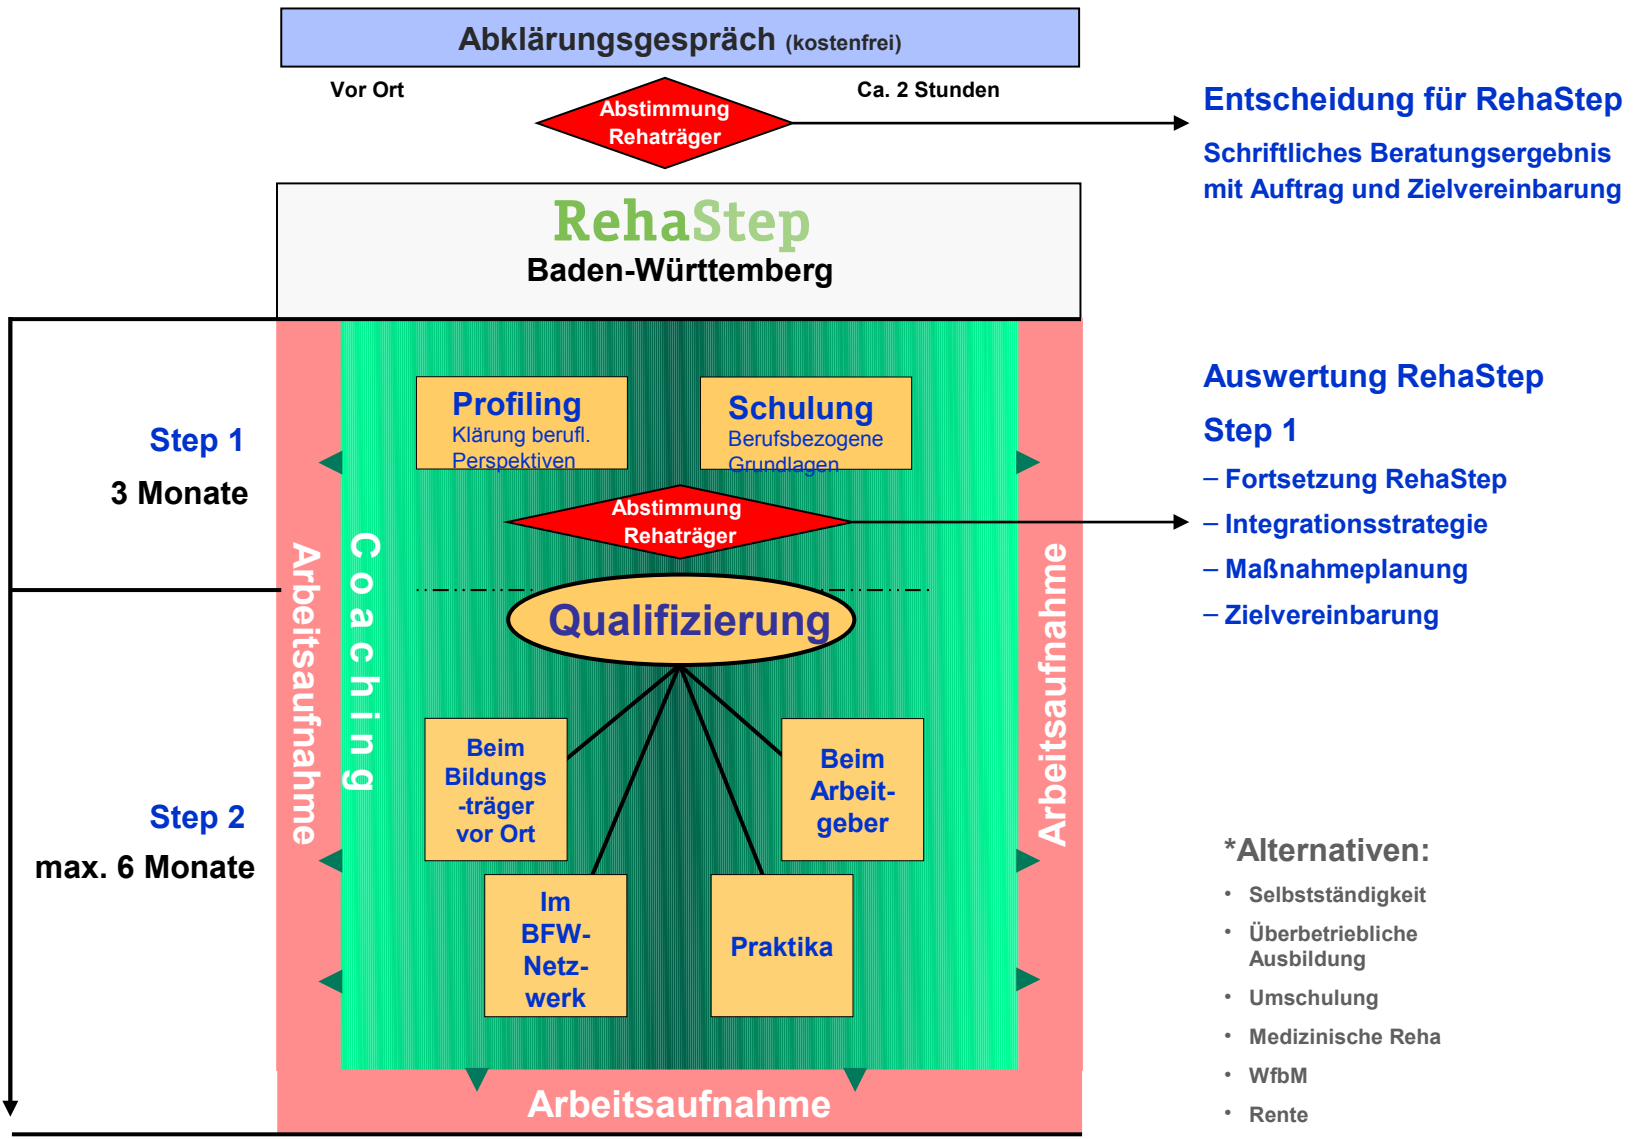 Abklärungsgespräch (kostenfrei)
Vor Ort
Ca. 2 Stunden
Abstimmung
Rehaträger
Entscheidung für RehaStep
Schriftliches Beratungsergebnis
mit Auftrag und Zielvereinbarung
RehaStep
Baden-Württemberg
Step 1
3 Monate
Profiling
Klärung berufl.
Perspektiven
Schulung
Berufsbezogene
Grundlagen
Abstimmung
Rehaträger
Auswertung RehaStep
Step 1
– Fortsetzung RehaStep
– Integrationsstrategie
– Maßnahmeplanung
– Zielvereinbarung
Arbeitsaufnahme
Coaching
Arbeitsaufnahme
Qualifizierung
Step 2
max. 6 Monate
Beim
Bildungs
-träger
vor Ort
Beim
Arbeit-
geber
Im
BFW-
Netz-
werk
Praktika
Arbeitsaufnahme
*Alternativen:
• Selbstständigkeit
• Überbetriebliche
Ausbildung
• Umschulung
• Medizinische Reha
• WfbM
• Rente